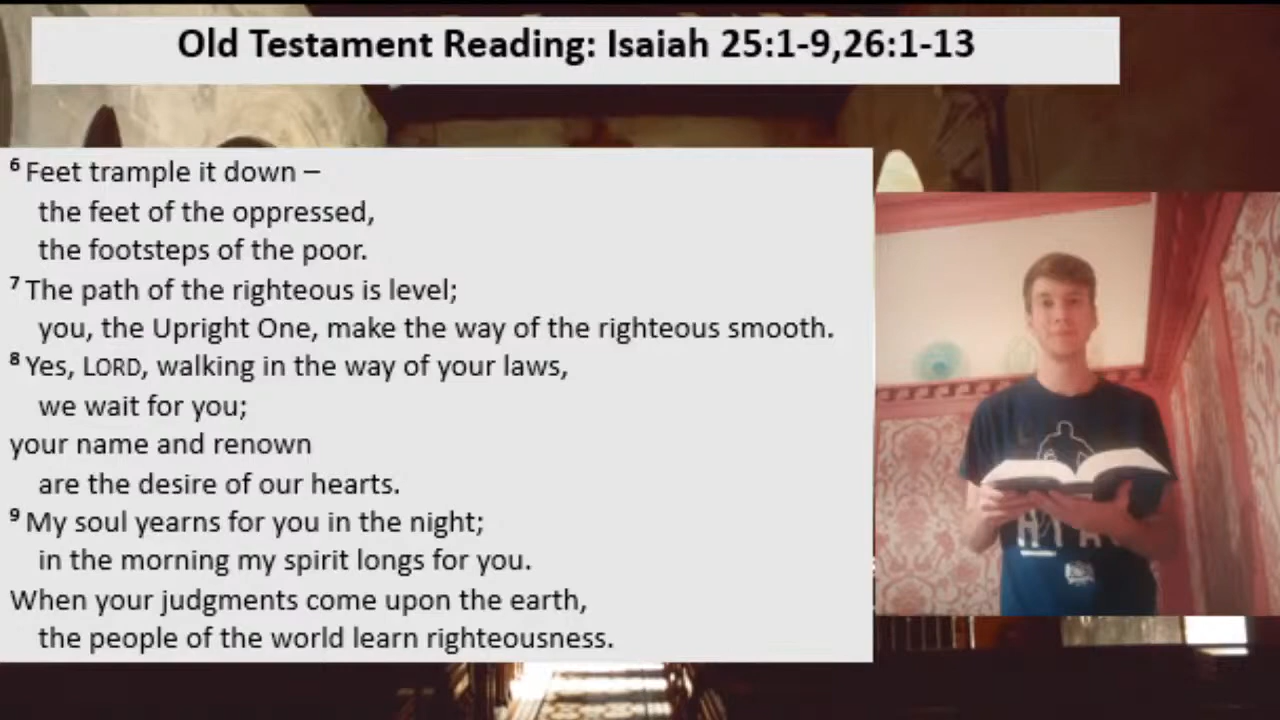 Old Testament Reading: Isaiah 25:1-9,26:1-13
⁶ Feet trample it down –
the feet of the oppressed,
the footsteps of the poor.
⁷ The path of the righteous is level;
you, the Upright One, make the way of the righteous smooth.
⁸ Yes, LORD, walking in the way of your laws,
we wait for you;
your name and renown
are the desire of our hearts.
⁹ My soul yearns for you in the night;
in the morning my spirit longs for you.
When your judgments come upon the earth,
the people of the world learn righteousness.